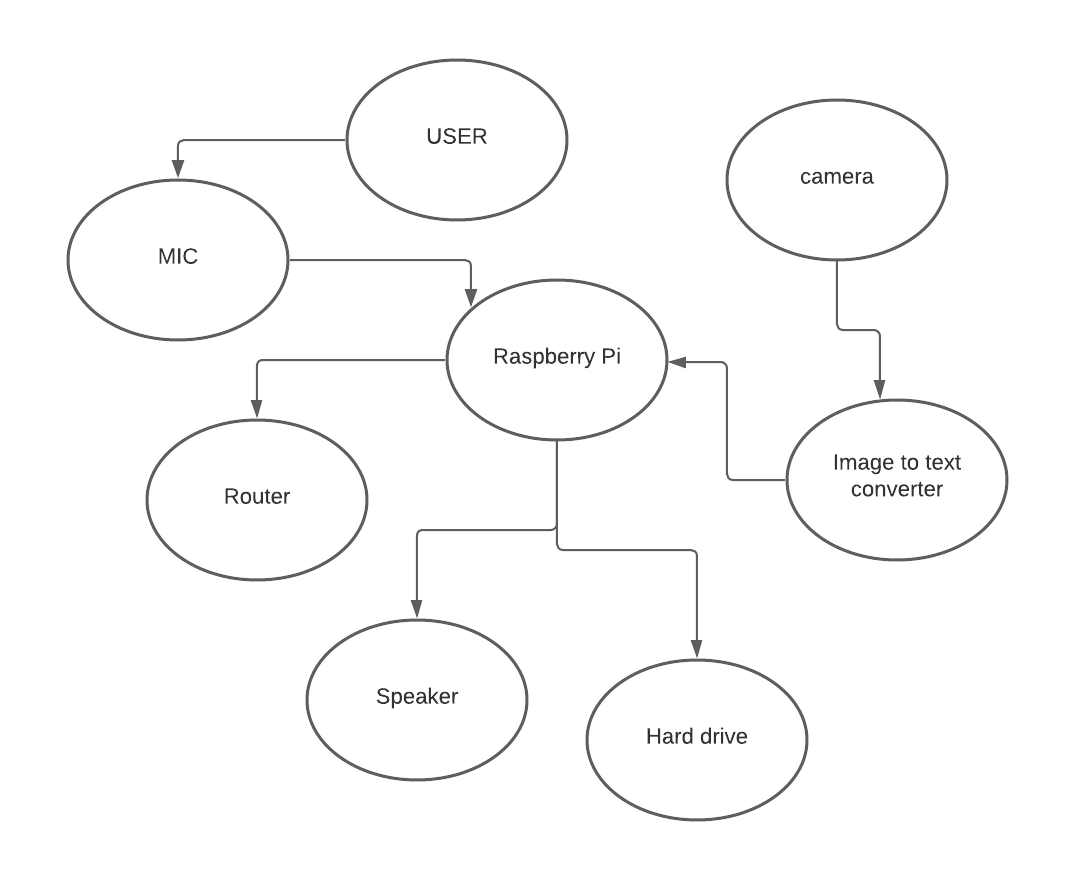 USER
camera
MIC
Raspberry Pi
Image to text
converter
Router
Speaker
Hard drive